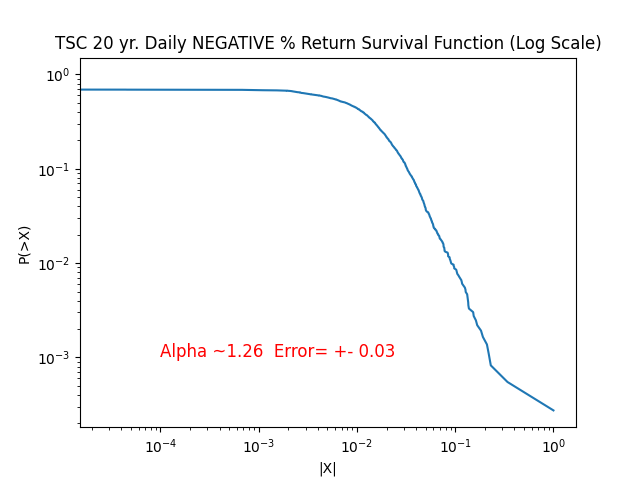 TSC 20 yr. Daily NEGATIVE % Return Survival Function (Log Scale)
10⁰
10⁻¹
10⁻²
10⁻³
P(>X)
Alpha ~1.26  Error= +- 0.03
10⁻⁴ 10⁻³ 10⁻² 10⁻¹ 10⁰
|X|